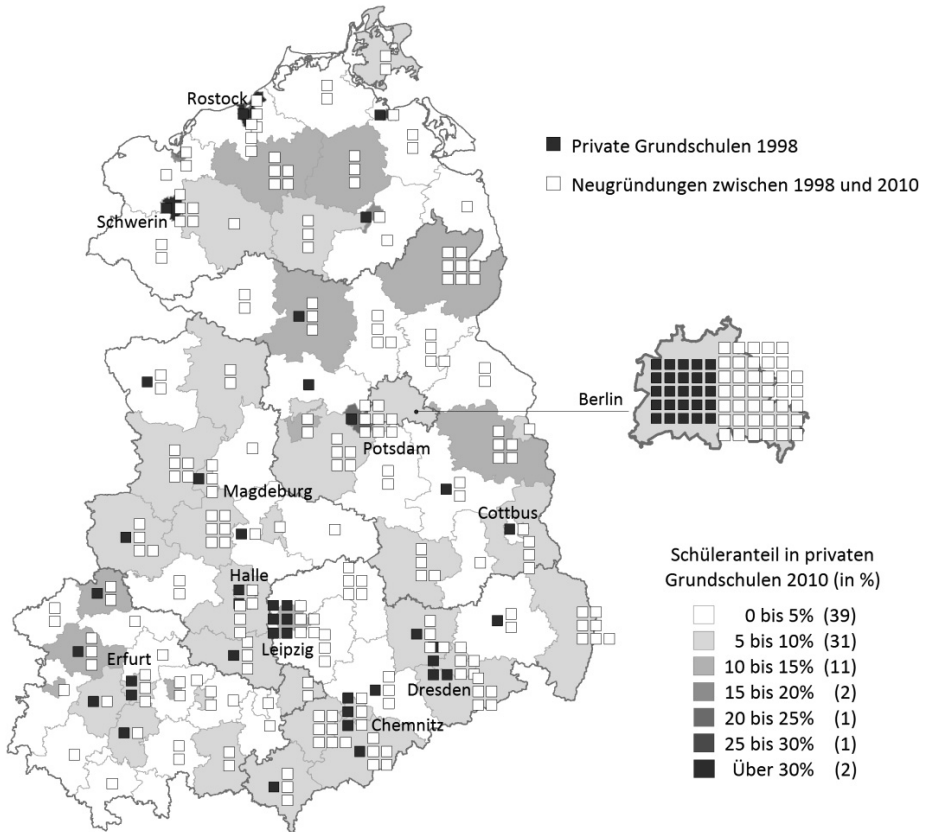 Rostock
Private Grundschulen 1998
Neugründungen zwischen 1998 und 2010
Schwerin
Berlin
Potsdam
Magdeburg
Cottbus
Halle
Leipzig
Erfurt
Dresden
Chemnitz
Schüleranteil in privaten
Grundschulen 2010 (in %)
0 bis 5% (39)
5 bis 10% (31)
10 bis 15% (11)
15 bis 20% (2)
20 bis 25% (1)
25 bis 30% (1)
Über 30% (2)